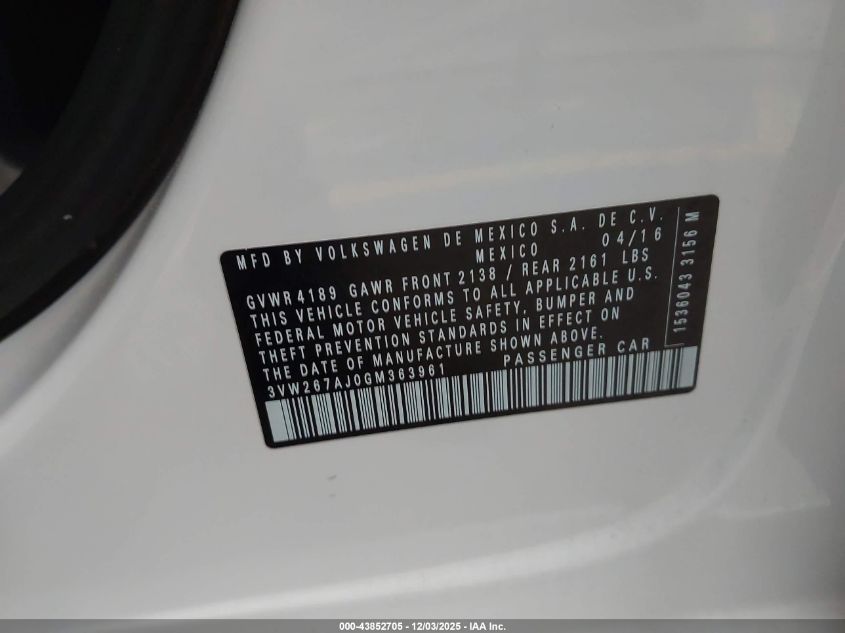 MFD BY VOLKSWAGEN DE MEXICO S.A. DE C.V.
MEXICO 04/16
GVWR 4189 GAWR FRONT 2138 / REAR 2161 LBS
THIS VEHICLE CONFORMS TO ALL APPLICABLE U.S.
FEDERAL MOTOR VEHICLE SAFETY, BUMPER AND
THEFT PREVENTION STANDARDS IN EFFECT ON
THE DATE OF MANUFACTURE SHOWN ABOVE.
3VW267AJ0GM363961 PASSENGER CAR
1536043 3156 M
000-43852705 - 12/03/2025 - IAA Inc.